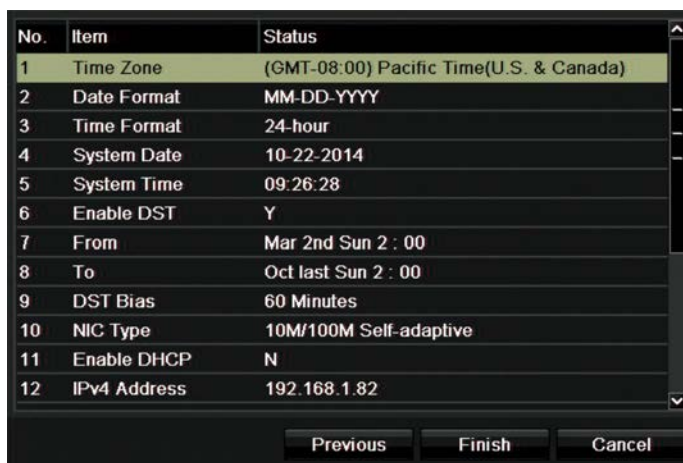 No. Item Status
1 Time Zone (GMT-08:00) Pacific Time(U.S. & Canada)
2 Date Format MM-DD-YYYY
3 Time Format 24-hour
4 System Date 10-22-2014
5 System Time 09:26:28
6 Enable DST Y
7 From Mar 2nd Sun 2 : 00
8 To Oct last Sun 2 : 00
9 DST Bias 60 Minutes
10 NIC Type 10M/100M Self-adaptive
11 Enable DHCP N
12 IPv4 Address 192.168.1.82
Previous Finish Cancel